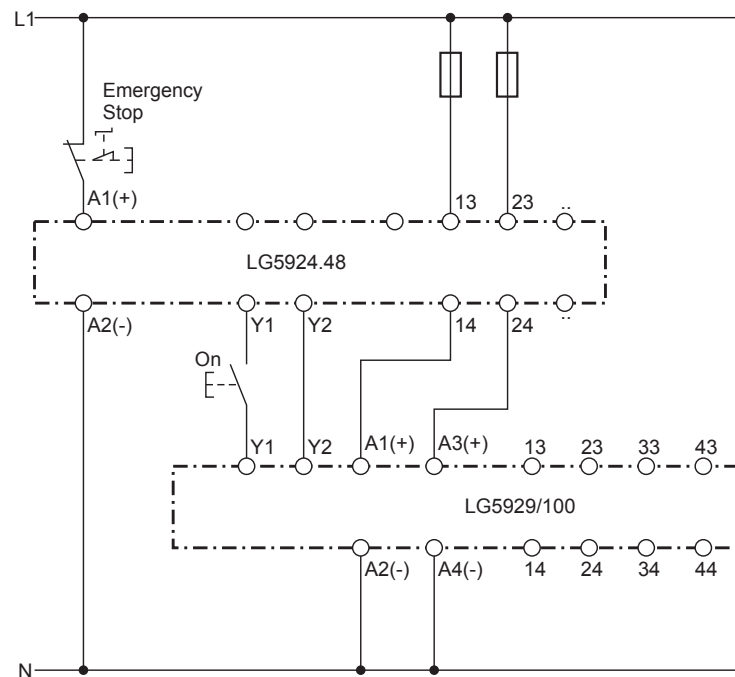 L1
Emergency
Stop
A1(+) 13 23 ..
LG5924.48
A2(-) Y1 Y2 14 24 ..
On
Y1 Y2 A1(+) A3(+) 13 23 33 43
LG5929/100
A2(-) A4(-) 14 24 34 44
N